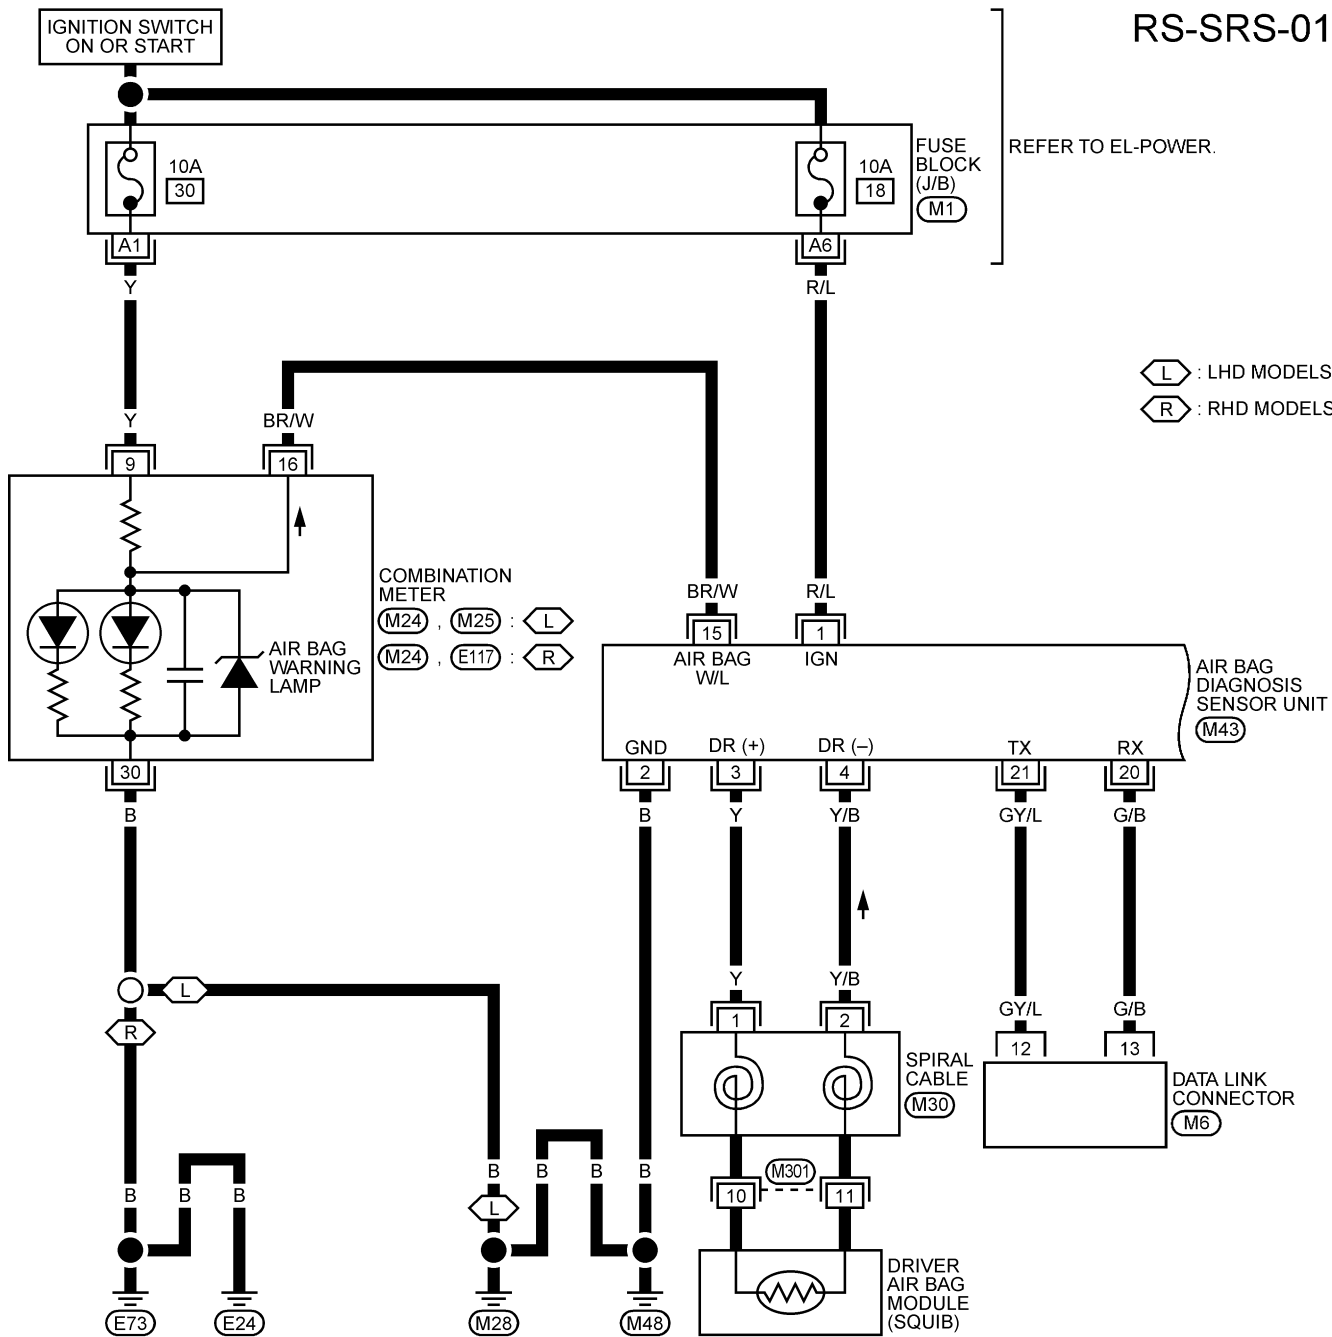 RS-SRS-01
IGNITION SWITCH
ON OR START
REFER TO EL-POWER.
10A
30
10A
18
FUSE
BLOCK
(J/B)
M1
A1
A6
Y
R/L
L : LHD MODELS
R : RHD MODELS
Y
BR/W
9
16
COMBINATION
METER
M24 , M25 : L
M24 , E117 : R
BR/W
R/L
15
1
AIR BAG
W/L
IGN
AIR BAG
WARNING
LAMP
AIR BAG
DIAGNOSIS
SENSOR UNIT
M43
GND
DR (+)
DR (–)
TX
RX
30
2
3
4
21
20
B
B
Y
Y/B
GY/L
G/B
L
R
Y
Y/B
GY/L
G/B
1
2
12
13
SPIRAL
CABLE
M30
DATA LINK
CONNECTOR
M6
B
B
B
B
B
B
B
L
M301
10
11
DRIVER
AIR BAG
MODULE
(SQUIB)
E73
E24
M28
M48